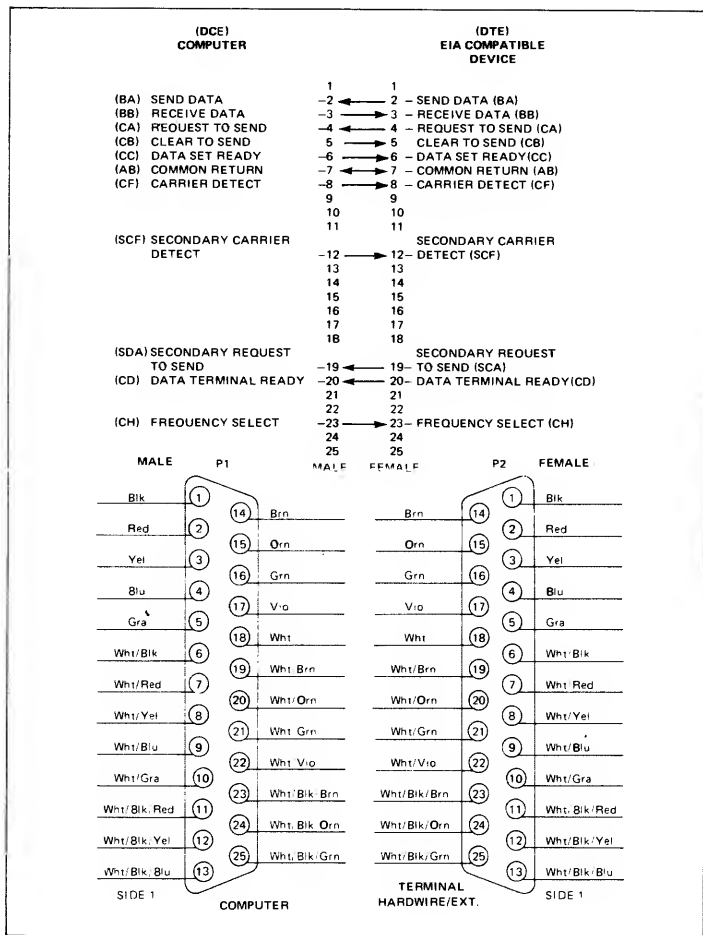 (DCE) (DTE)
COMPUTER EIA COMPATIBLE
DEVICE
1 1
(BA) SEND DATA –2 2 – SEND DATA (BA)
(BB) RECEIVE DATA –3 3 – RECEIVE DATA (BB)
(CA) REQUEST TO SEND –4 4 – REQUEST TO SEND (CA)
(CB) CLEAR TO SEND 5 5 CLEAR TO SEND (CB)
(CC) DATA SET READY –6 6 – DATA SET READY(CC)
(AB) COMMON RETURN –7 7 – COMMON RETURN (AB)
(CF) CARRIER DETECT –8 8 – CARRIER DETECT (CF)
9 9
10 10
11 11
(SCF) SECONDARY CARRIER SECONDARY CARRIER
DETECT –12 12– DETECT (SCF)
13 13
14 14
15 15
16 16
17 17
18 18
(SDA) SECONDARY REQUEST SECONDARY REQUEST
TO SEND –19 19– TO SEND (SCA)
(CD) DATA TERMINAL READY –20 20– DATA TERMINAL READY(CD)
21 21
22 22
(CH) FREQUENCY SELECT –23 23– FREQUENCY SELECT (CH)
24 24
25 25
MALE P1 MALE FEMALE P2 FEMALE
Blk 1 1 Blk
14 Brn Brn 14
Red 2 2 Red
15 Orn Orn 15
Yel 3 3 Yel
16 Grn Grn 16
Blu 4 4 Blu
17 Vio Vio 17
Gra 5 5 Gra
18 Wht Wht 18
Wht/Blk 6 6 Wht/Blk
19 Wht Brn Wht/Brn 19
Wht/Red 7 7 Wht Red
20 Wht/Orn Wht/Orn 20
Wht/Yel 8 8 Wht/Yel
21 Wht Grn Wht/Grn 21
Wht/Blu 9 9 Wht/Blu
22 Wht Vio Wht/Vio 22
Wht/Gra 10 10 Wht/Gra
23 Wht/Blk Brn Wht/Blk/Brn 23
Wht/Blk/Red 11 11 Wht/Blk/Red
24 Wht/Blk Orn Wht/Blk/Orn 24
Wht/Blk/Yel 12 12 Wht/Blk/Yel
25 Wht/Blk/Grn Wht/Blk/Grn 25
Wht/Blk/Blu 13 13 Wht/Blk/Blu
SIDE 1 COMPUTER TERMINAL SIDE 1
HARDWIRE/EXT.